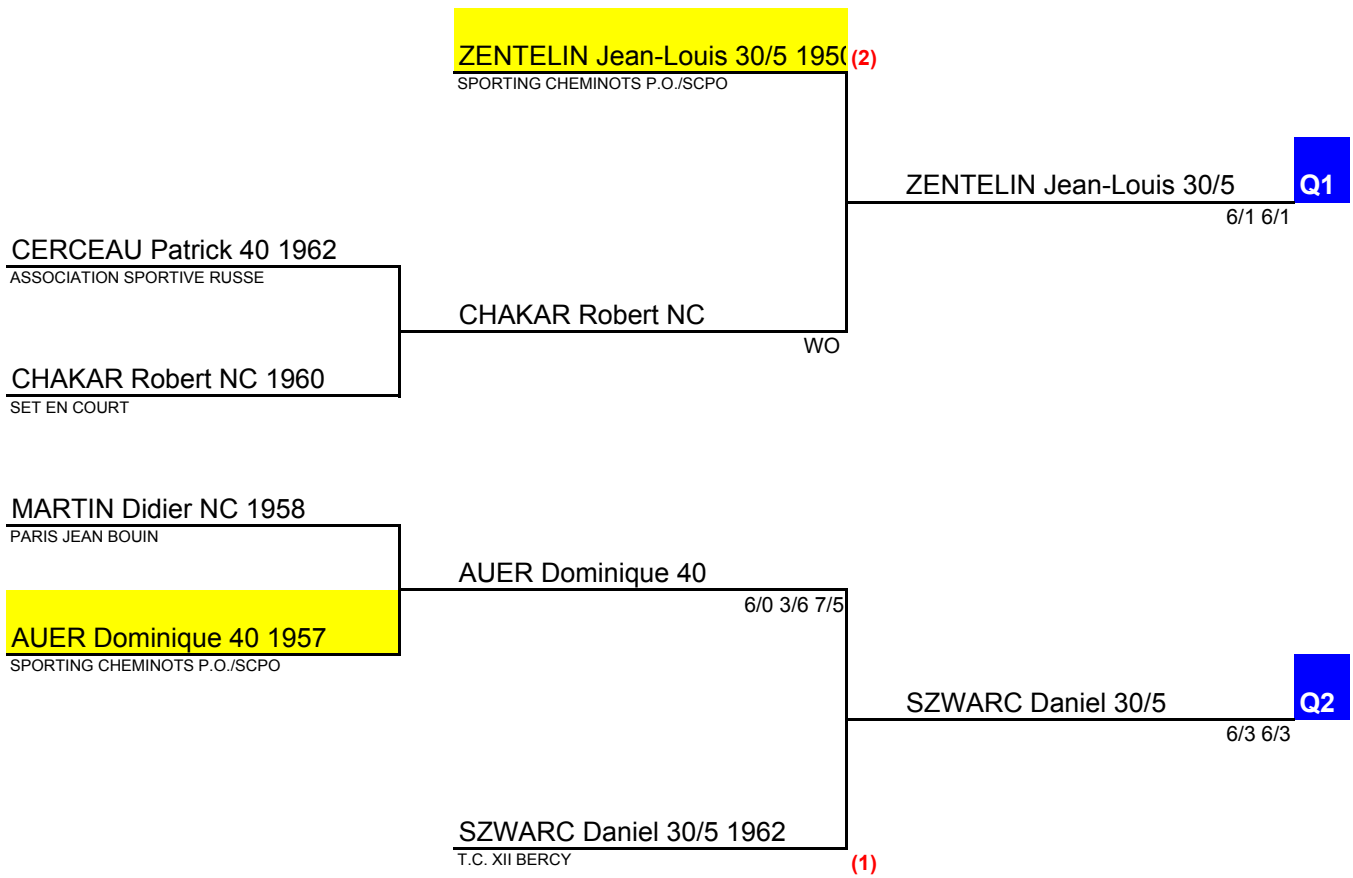 ZENTELIN Jean-Louis 30/5 1950 (2)
SPORTING CHEMINOTS P.O./SCPO
ZENTELIN Jean-Louis 30/5 Q1
6/1 6/1
CERCEAU Patrick 40 1962
ASSOCIATION SPORTIVE RUSSE
CHAKAR Robert NC
WO
CHAKAR Robert NC 1960
SET EN COURT
MARTIN Didier NC 1958
PARIS JEAN BOUIN
AUER Dominique 40
6/0 3/6 7/5
AUER Dominique 40 1957
SPORTING CHEMINOTS P.O./SCPO
SZWARC Daniel 30/5 Q2
6/3 6/3
SZWARC Daniel 30/5 1962
T.C. XII BERCY (1)